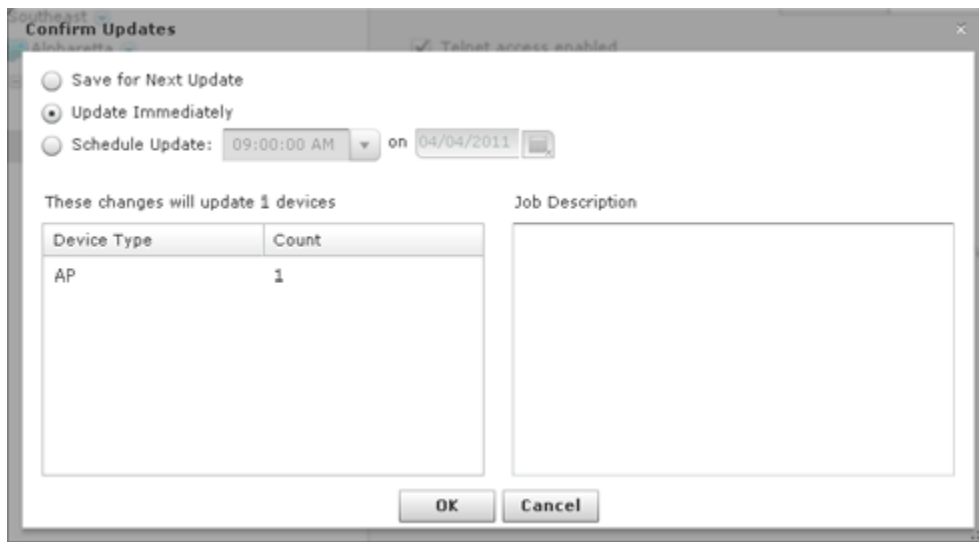 Southeast
Confirm Updates
Alpharetta
Telnet access enabled
Save for Next Update
Update Immediately
Schedule Update: 09:00:00 AM on 04/04/2011
These changes will update 1 devices
Job Description
Device Type Count
AP 1
OK Cancel